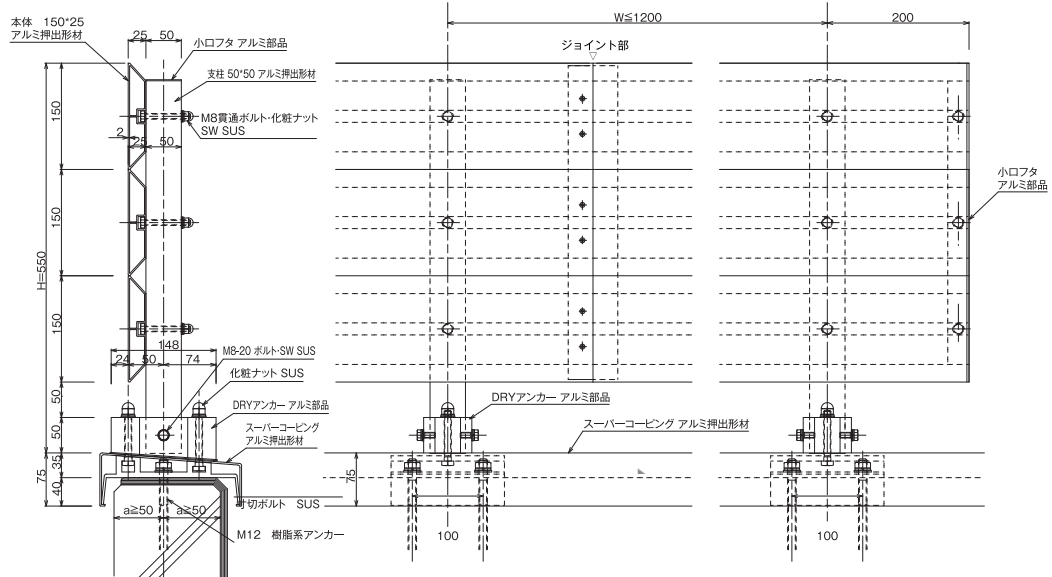 本体 150*25
アルミ押出形材
25
50
小口フタ アルミ部品
支柱 50*50 アルミ押出形材
M8貫通ボルト・化粧ナット
SW SUS
2
25
50
150
150
150
H=550
148
24
50
74
M8-20 ボルト・SW SUS
化粧ナット SUS
DRYアンカー アルミ部品
スーパーコーピング
アルミ押出形材
50
50
35
75
40
a≧50
a≧50
寸切ボルト SUS
M12 樹脂系アンカー
W≦1200
200
ジョイント部
小口フタ
アルミ部品
DRYアンカー アルミ部品
スーパーコーピング アルミ押出形材
75
100
100